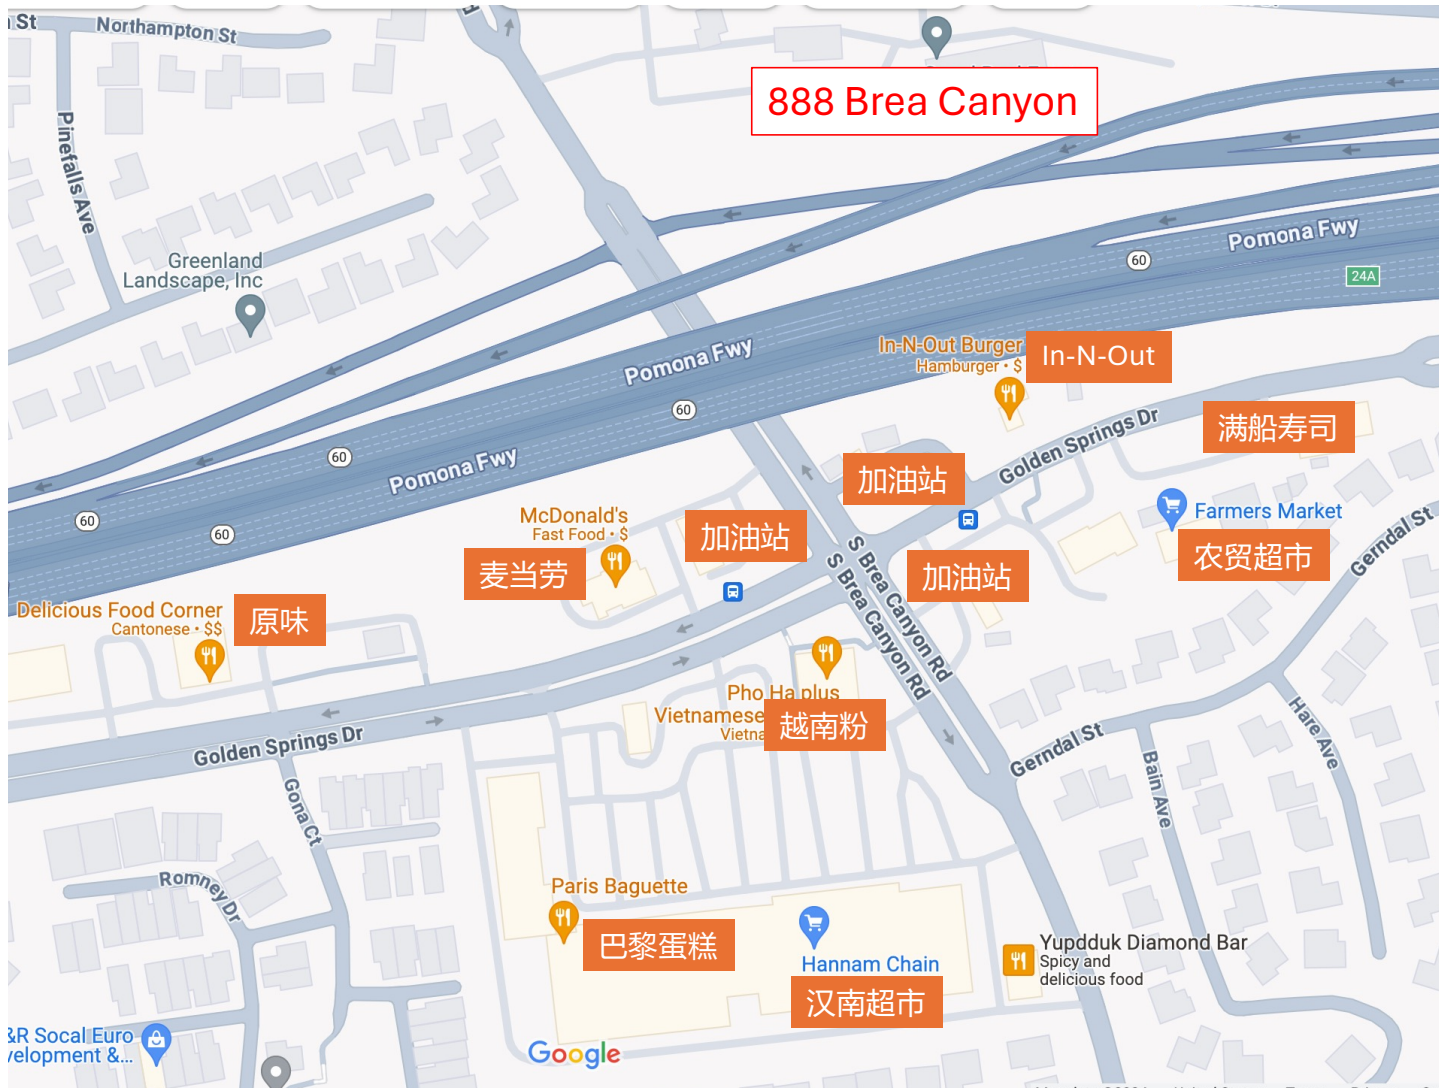 St
Northampton St
888 Brea Canyon
Pinefalls Ave
Greenland
Landscape, Inc
Pomona Fwy
60
24A
Pomona Fwy
In-N-Out Burger
Hamburger • $
In-N-Out
60
满船寿司
Golden Springs Dr
60
Pomona Fwy
加油站
60
60
McDonald's
Fast Food • $
麦当劳
加油站
Farmers Market
农贸超市
Gerndal St
加油站
S Brea Canyon Rd
S Brea Canyon Rd
Delicious Food Corner
Cantonese • $$
原味
Pho Ha plus
Vietnamese
越南粉
Golden Springs Dr
Gerndal St
Hare Ave
Bain Ave
Gona Ct
Romney Dr
Paris Baguette
巴黎蛋糕
Hannam Chain
汉南超市
Yupdduk Diamond Bar
Spicy and
delicious food
&R Socal Euro
velopment &...
Google